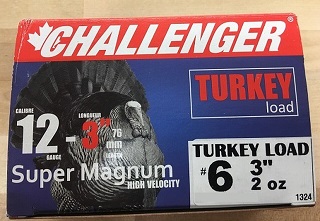 CHALLENGER®
TURKEY
load
CALIBRE LONGUEUR
12 - 3" 76
GAUGE mm
LENGTH
Super Magnum
HIGH VELOCITY
TURKEY LOAD
#6 3"
2 oz
1324